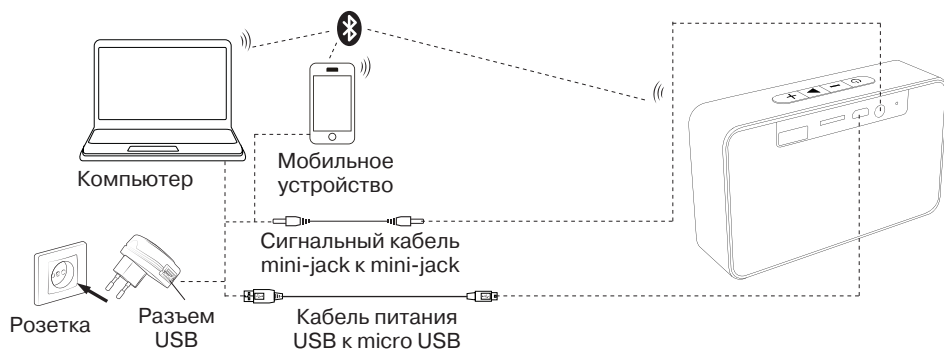 Компьютер
Мобильное
устройство
Сигнальный кабель
mini-jack к mini-jack
Розетка
Разъем
USB
Кабель питания
USB к micro USB